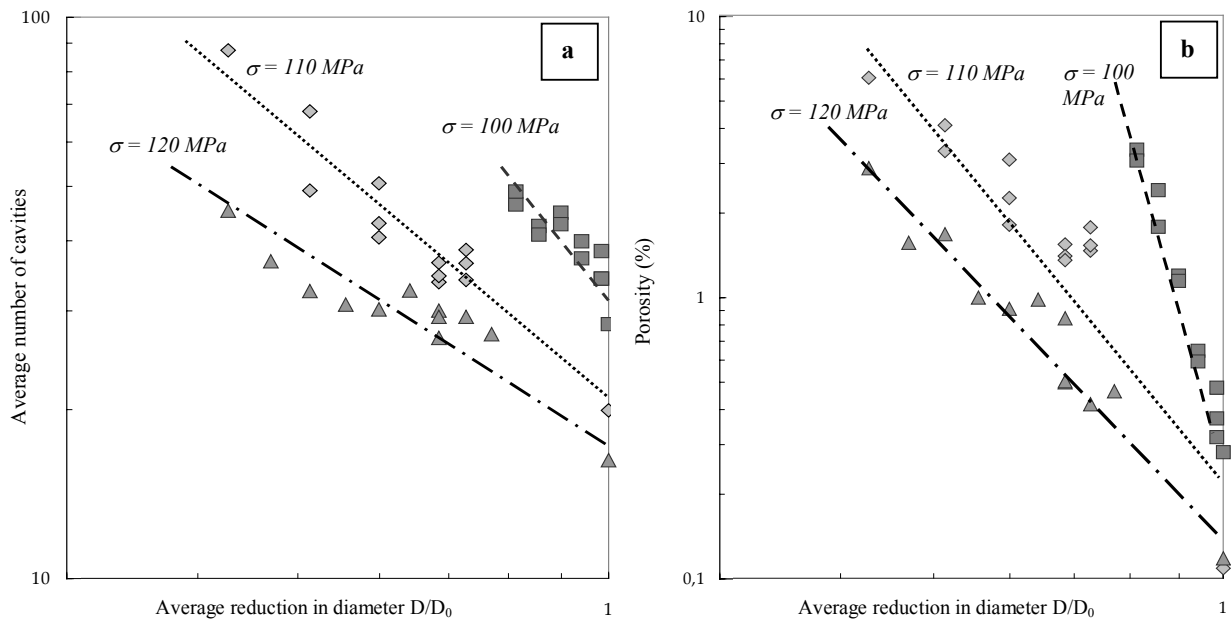 100
a
σ = 110 MPa
σ = 100 MPa
σ = 120 MPa
Average number of cavities
20
10
Average reduction in diameter D/D₀
1
10
b
σ = 110 MPa
σ = 100
MPa
σ = 120 MPa
Porosity (%)
1
0,1
Average reduction in diameter D/D₀
1